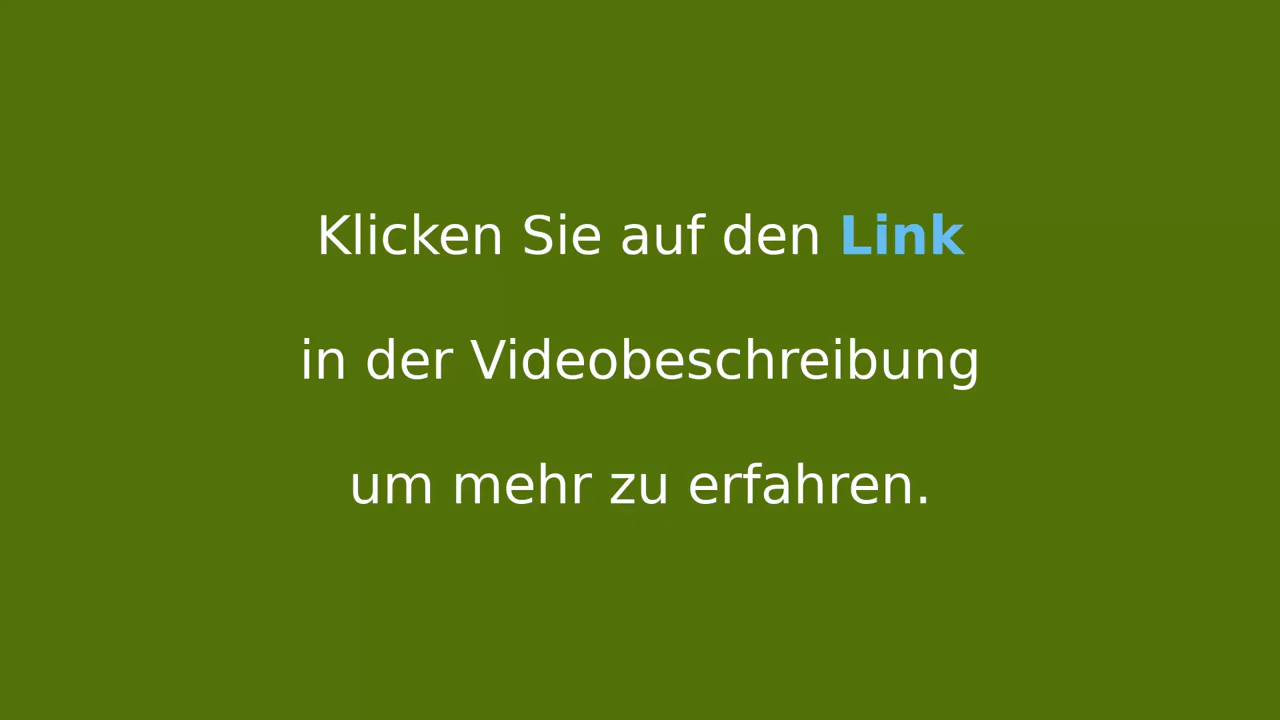 Klicken Sie auf den Link
in der Videobeschreibung
um mehr zu erfahren.